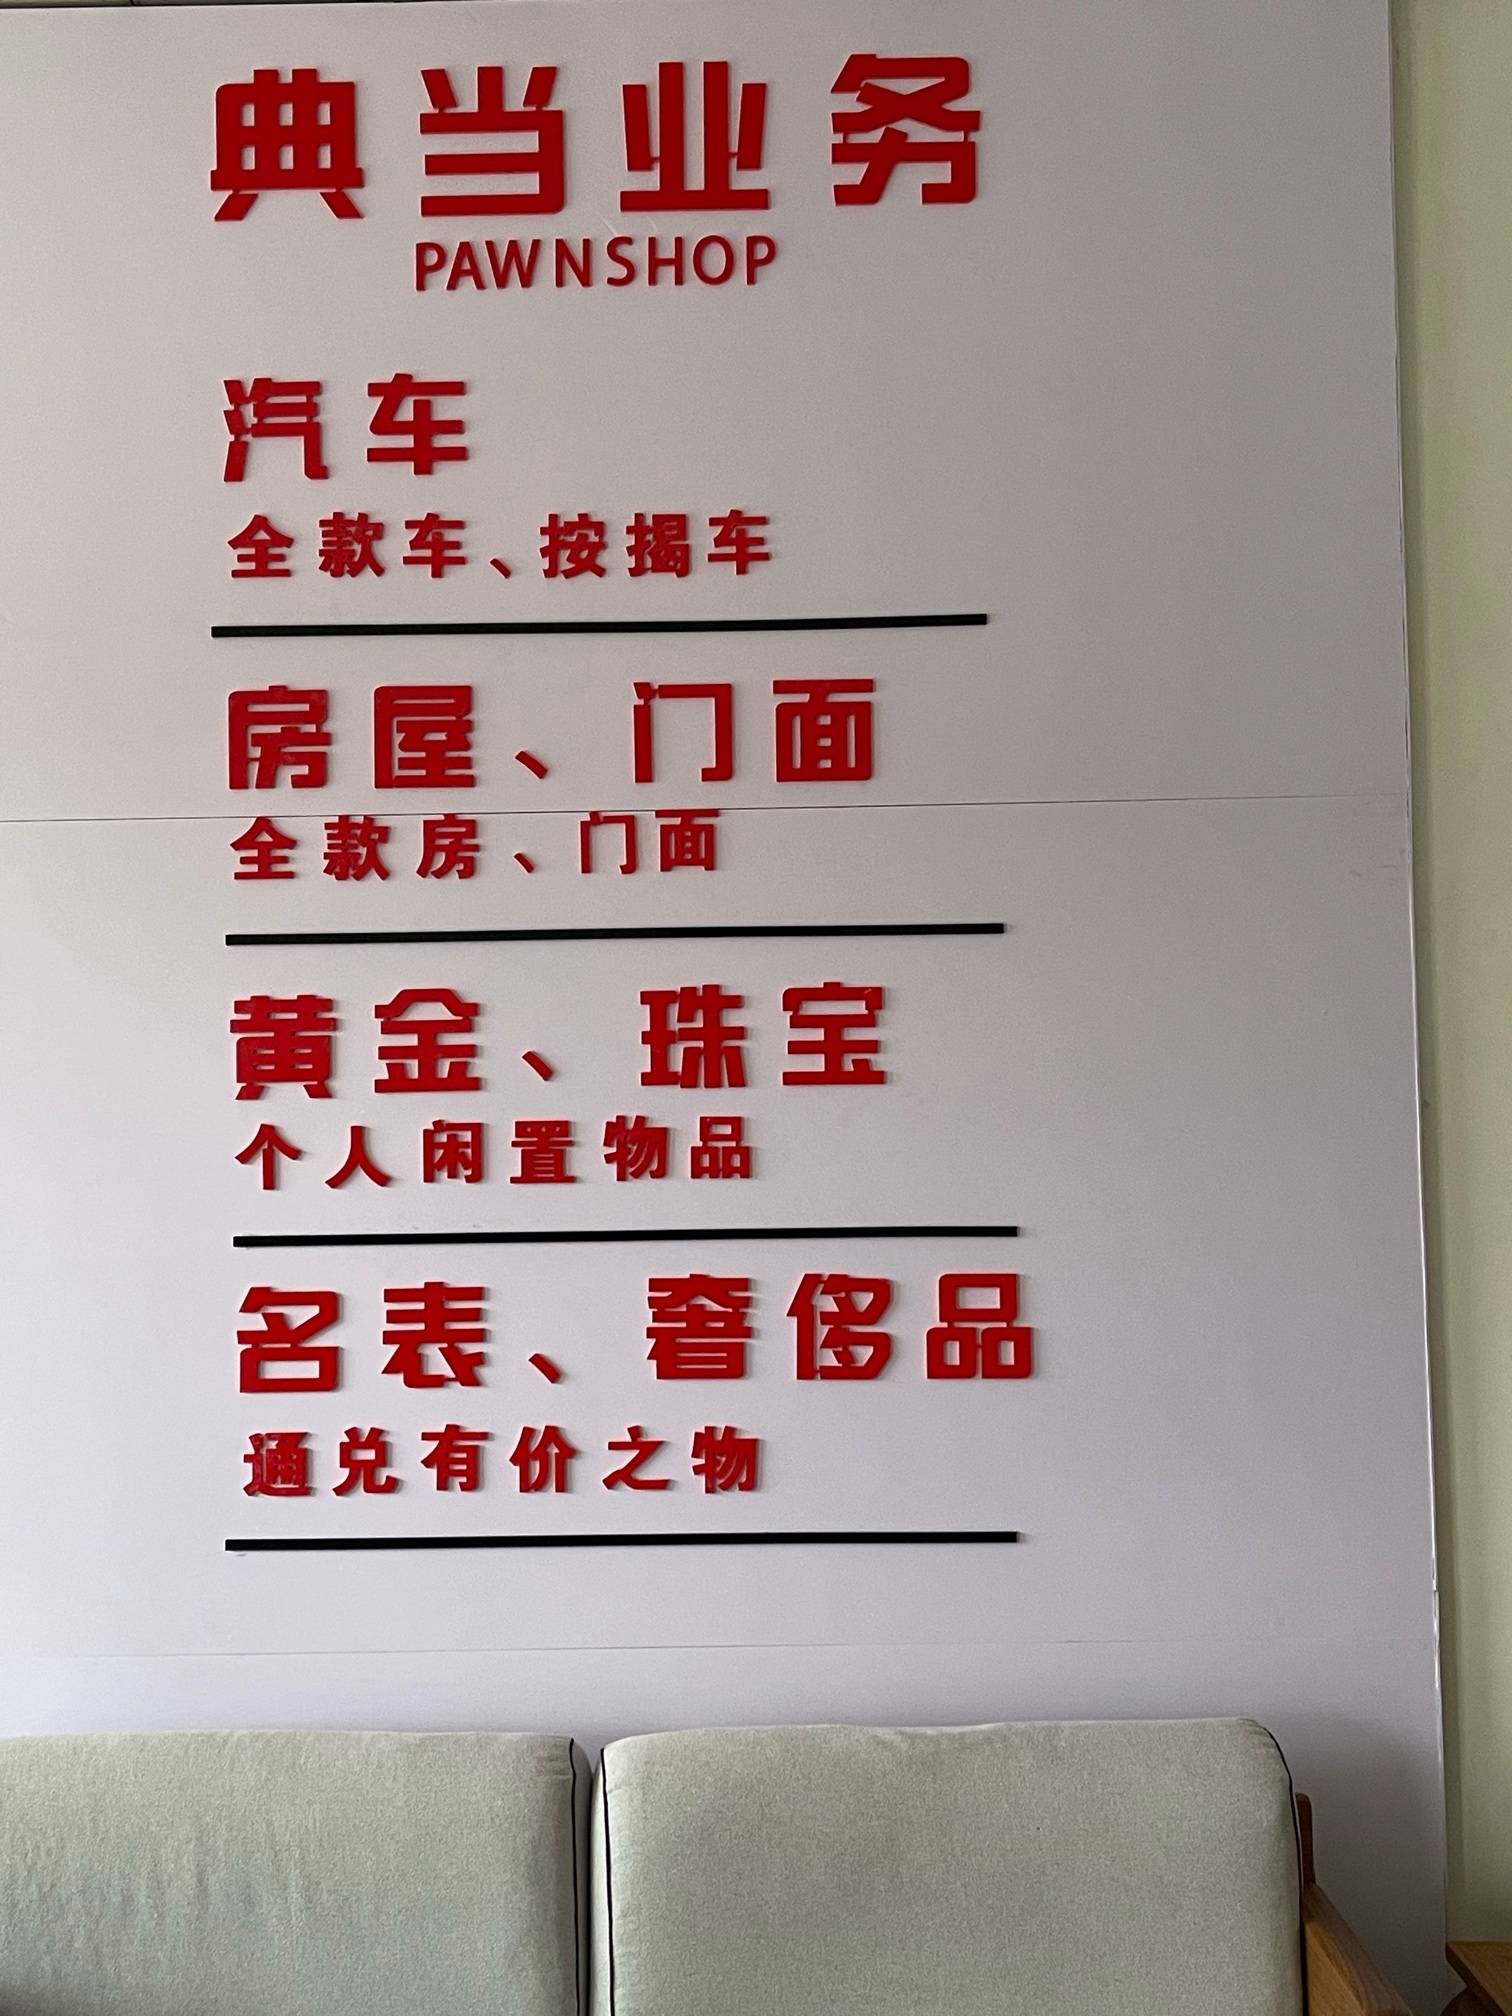 典当业务
PAWNSHOP
汽车
全款车、按揭车
房屋、门面
全款房、门面
黄金、珠宝
个人闲置物品
名表、奢侈品
通兑有价之物